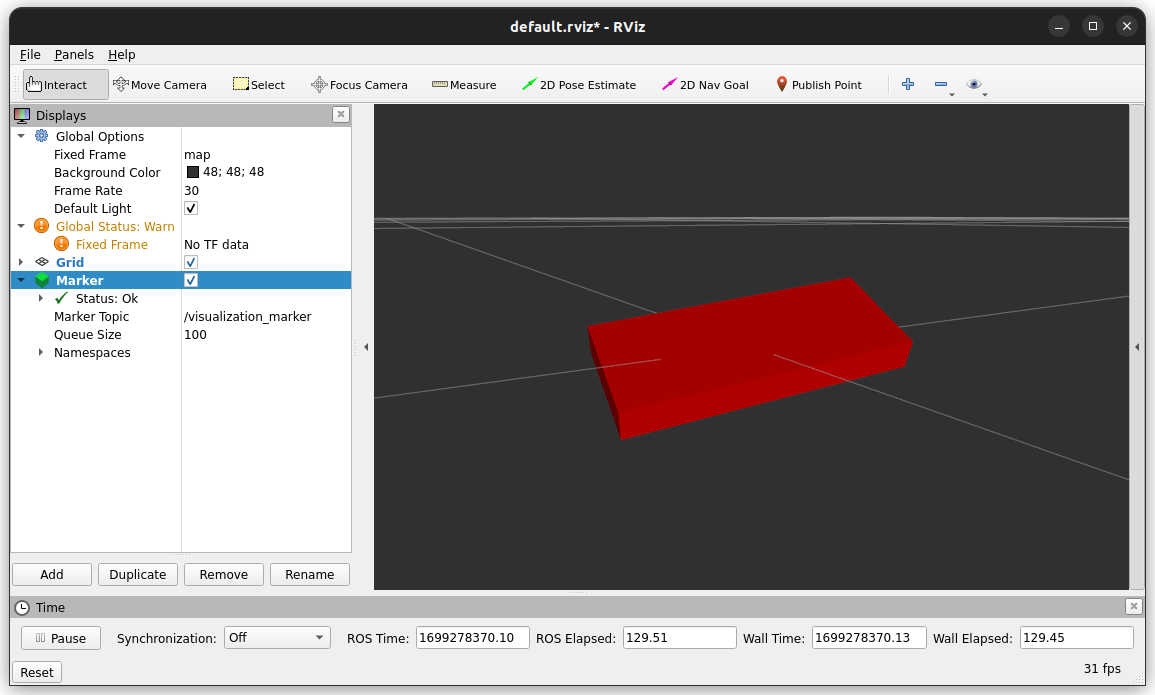 default.rviz* - RViz
File Panels Help
Interact Move Camera Select Focus Camera Measure 2D Pose Estimate 2D Nav Goal Publish Point
Displays
Global Options
Fixed Frame map
Background Color 48; 48; 48
Frame Rate 30
Default Light
Global Status: Warn
Fixed Frame No TF data
Grid
Marker
Status: Ok
Marker Topic /visualization_marker
Queue Size 100
Namespaces
Add Duplicate Remove Rename
Time
Pause Synchronization: Off ROS Time: 1699278370.10 ROS Elapsed: 129.51 Wall Time: 1699278370.13 Wall Elapsed: 129.45
Reset 31 fps